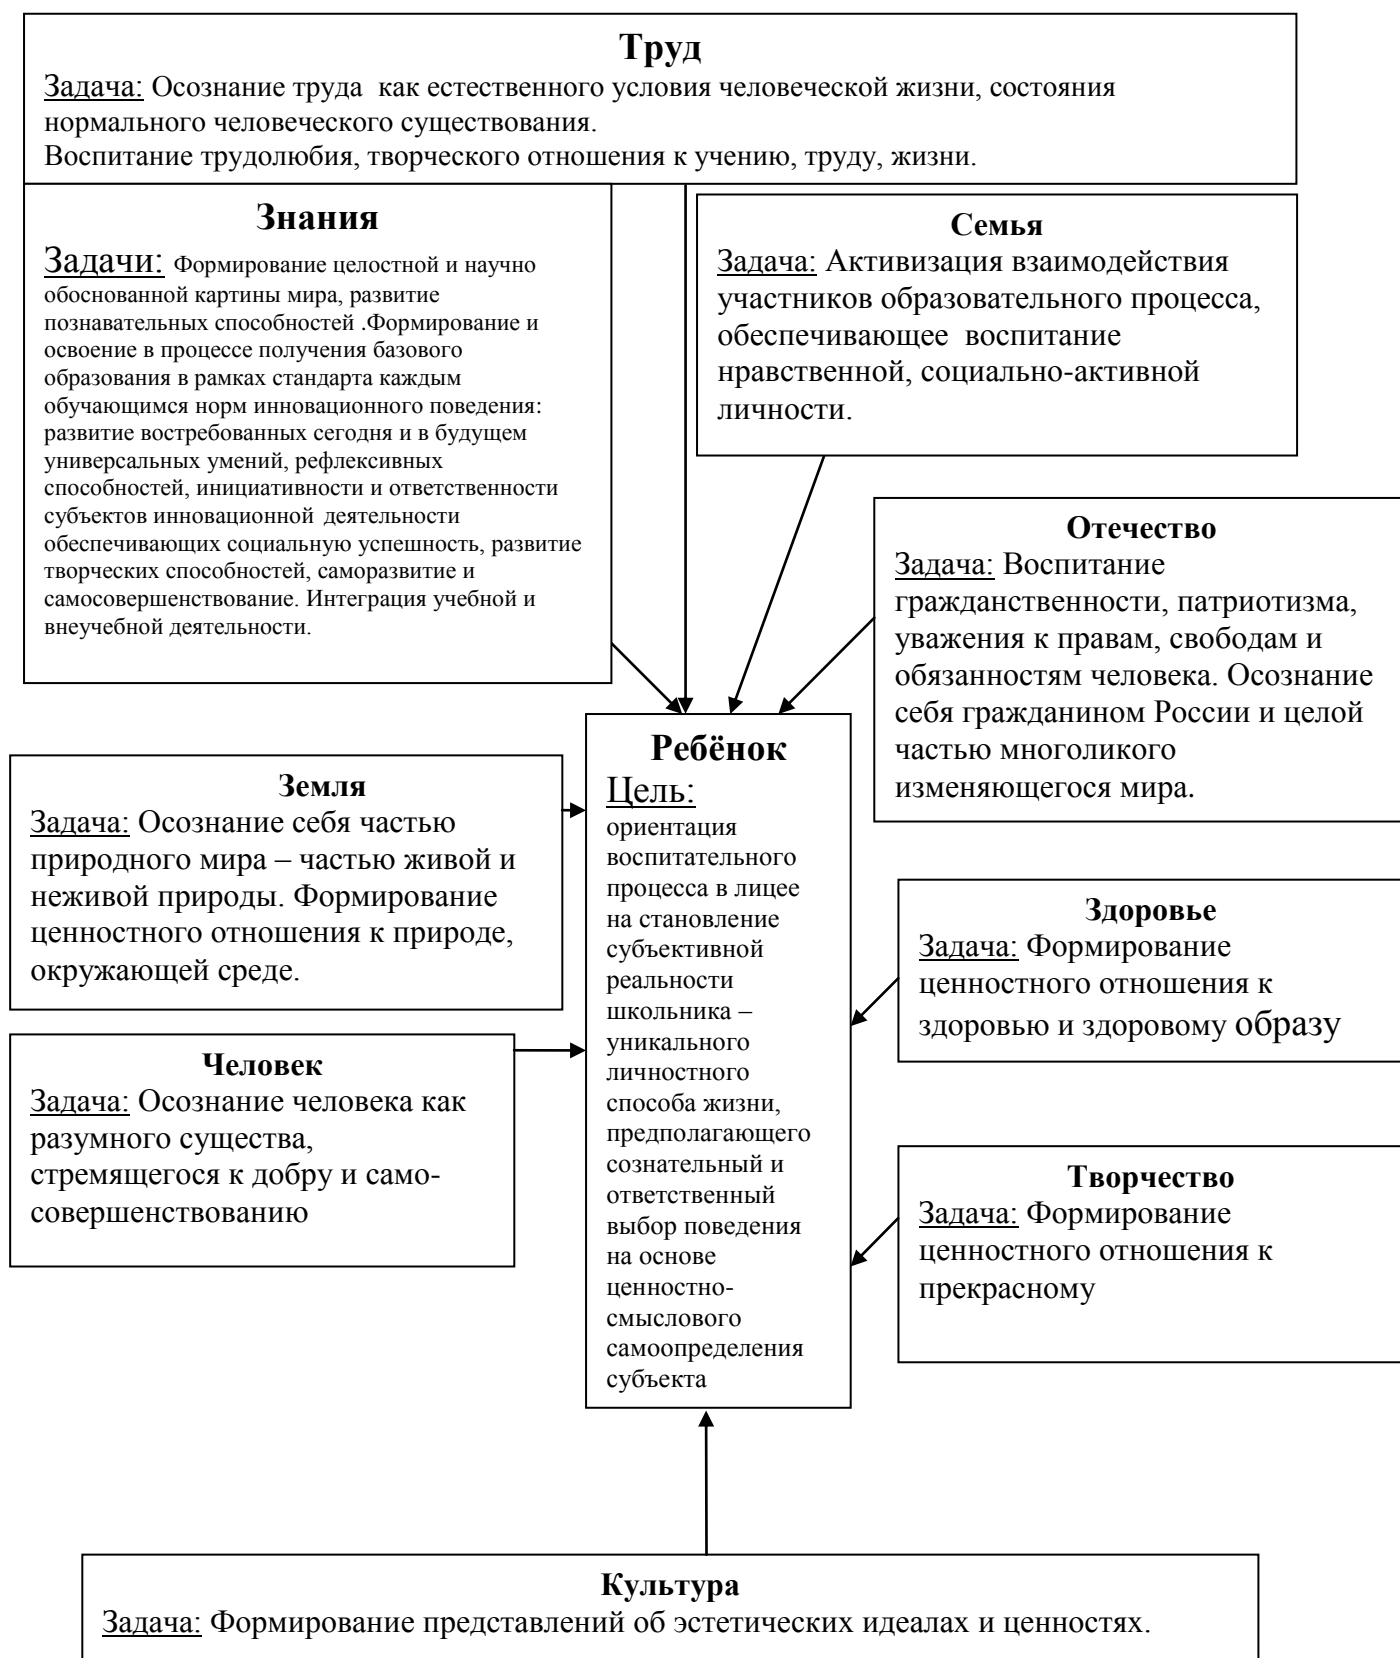 Труд
Задача: Осознание труда  как естественного условия человеческой жизни, состояния
нормального человеческого существования.
Воспитание трудолюбия, творческого отношения к учению, труду, жизни.
Знания
Задачи: Формирование целостной и научно
обоснованной картины мира, развитие
познавательных способностей .Формирование и
освоение в процессе получения базового
образования в рамках стандарта каждым
обучающимся норм инновационного поведения:
развитие востребованных сегодня и в будущем
универсальных умений, рефлексивных
способностей, инициативности и ответственности
субъектов инновационной  деятельности
обеспечивающих социальную успешность, развитие
творческих способностей, саморазвитие и
самосовершенствование. Интеграция учебной и
внеучебной деятельности.
Семья
Задача: Активизация взаимодействия
участников образовательного процесса,
обеспечивающее  воспитание
нравственной, социально-активной
личности.
Отечество
Задача: Воспитание
гражданственности, патриотизма,
уважения к правам, свободам и
обязанностям человека. Осознание
себя гражданином России и целой
частью многоликого
изменяющегося мира.
Ребёнок
Цель:
ориентация
воспитательного
процесса в лицее
на становление
субъективной
реальности
школьника –
уникального
личностного
способа жизни,
предполагающего
сознательный и
ответственный
выбор поведения
на основе
ценностно-
смыслового
самоопределения
субъекта
Земля
Задача: Осознание себя частью
природного мира – частью живой и
неживой природы. Формирование
ценностного отношения к природе,
окружающей среде.
Человек
Задача: Осознание человека как
разумного существа,
стремящегося к добру и само-
совершенствованию
Здоровье
Задача: Формирование
ценностного отношения к
здоровью и здоровому образу
Творчество
Задача: Формирование
ценностного отношения к
прекрасному
Культура
Задача: Формирование представлений об эстетических идеалах и ценностях.